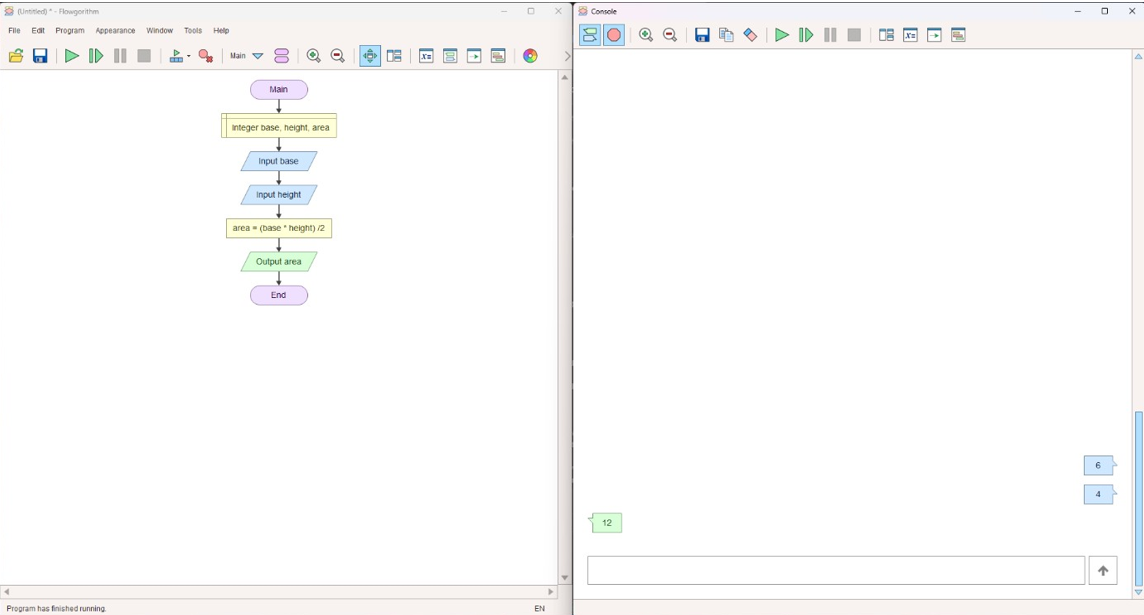 (Untitled) * - Flowgorithm
File Edit Program Appearance Window Tools Help
Main
Main
Integer base, height, area
Input base
Input height
area = (base * height) /2
Output area
End
Program has finished running.
EN
Console
6
4
12